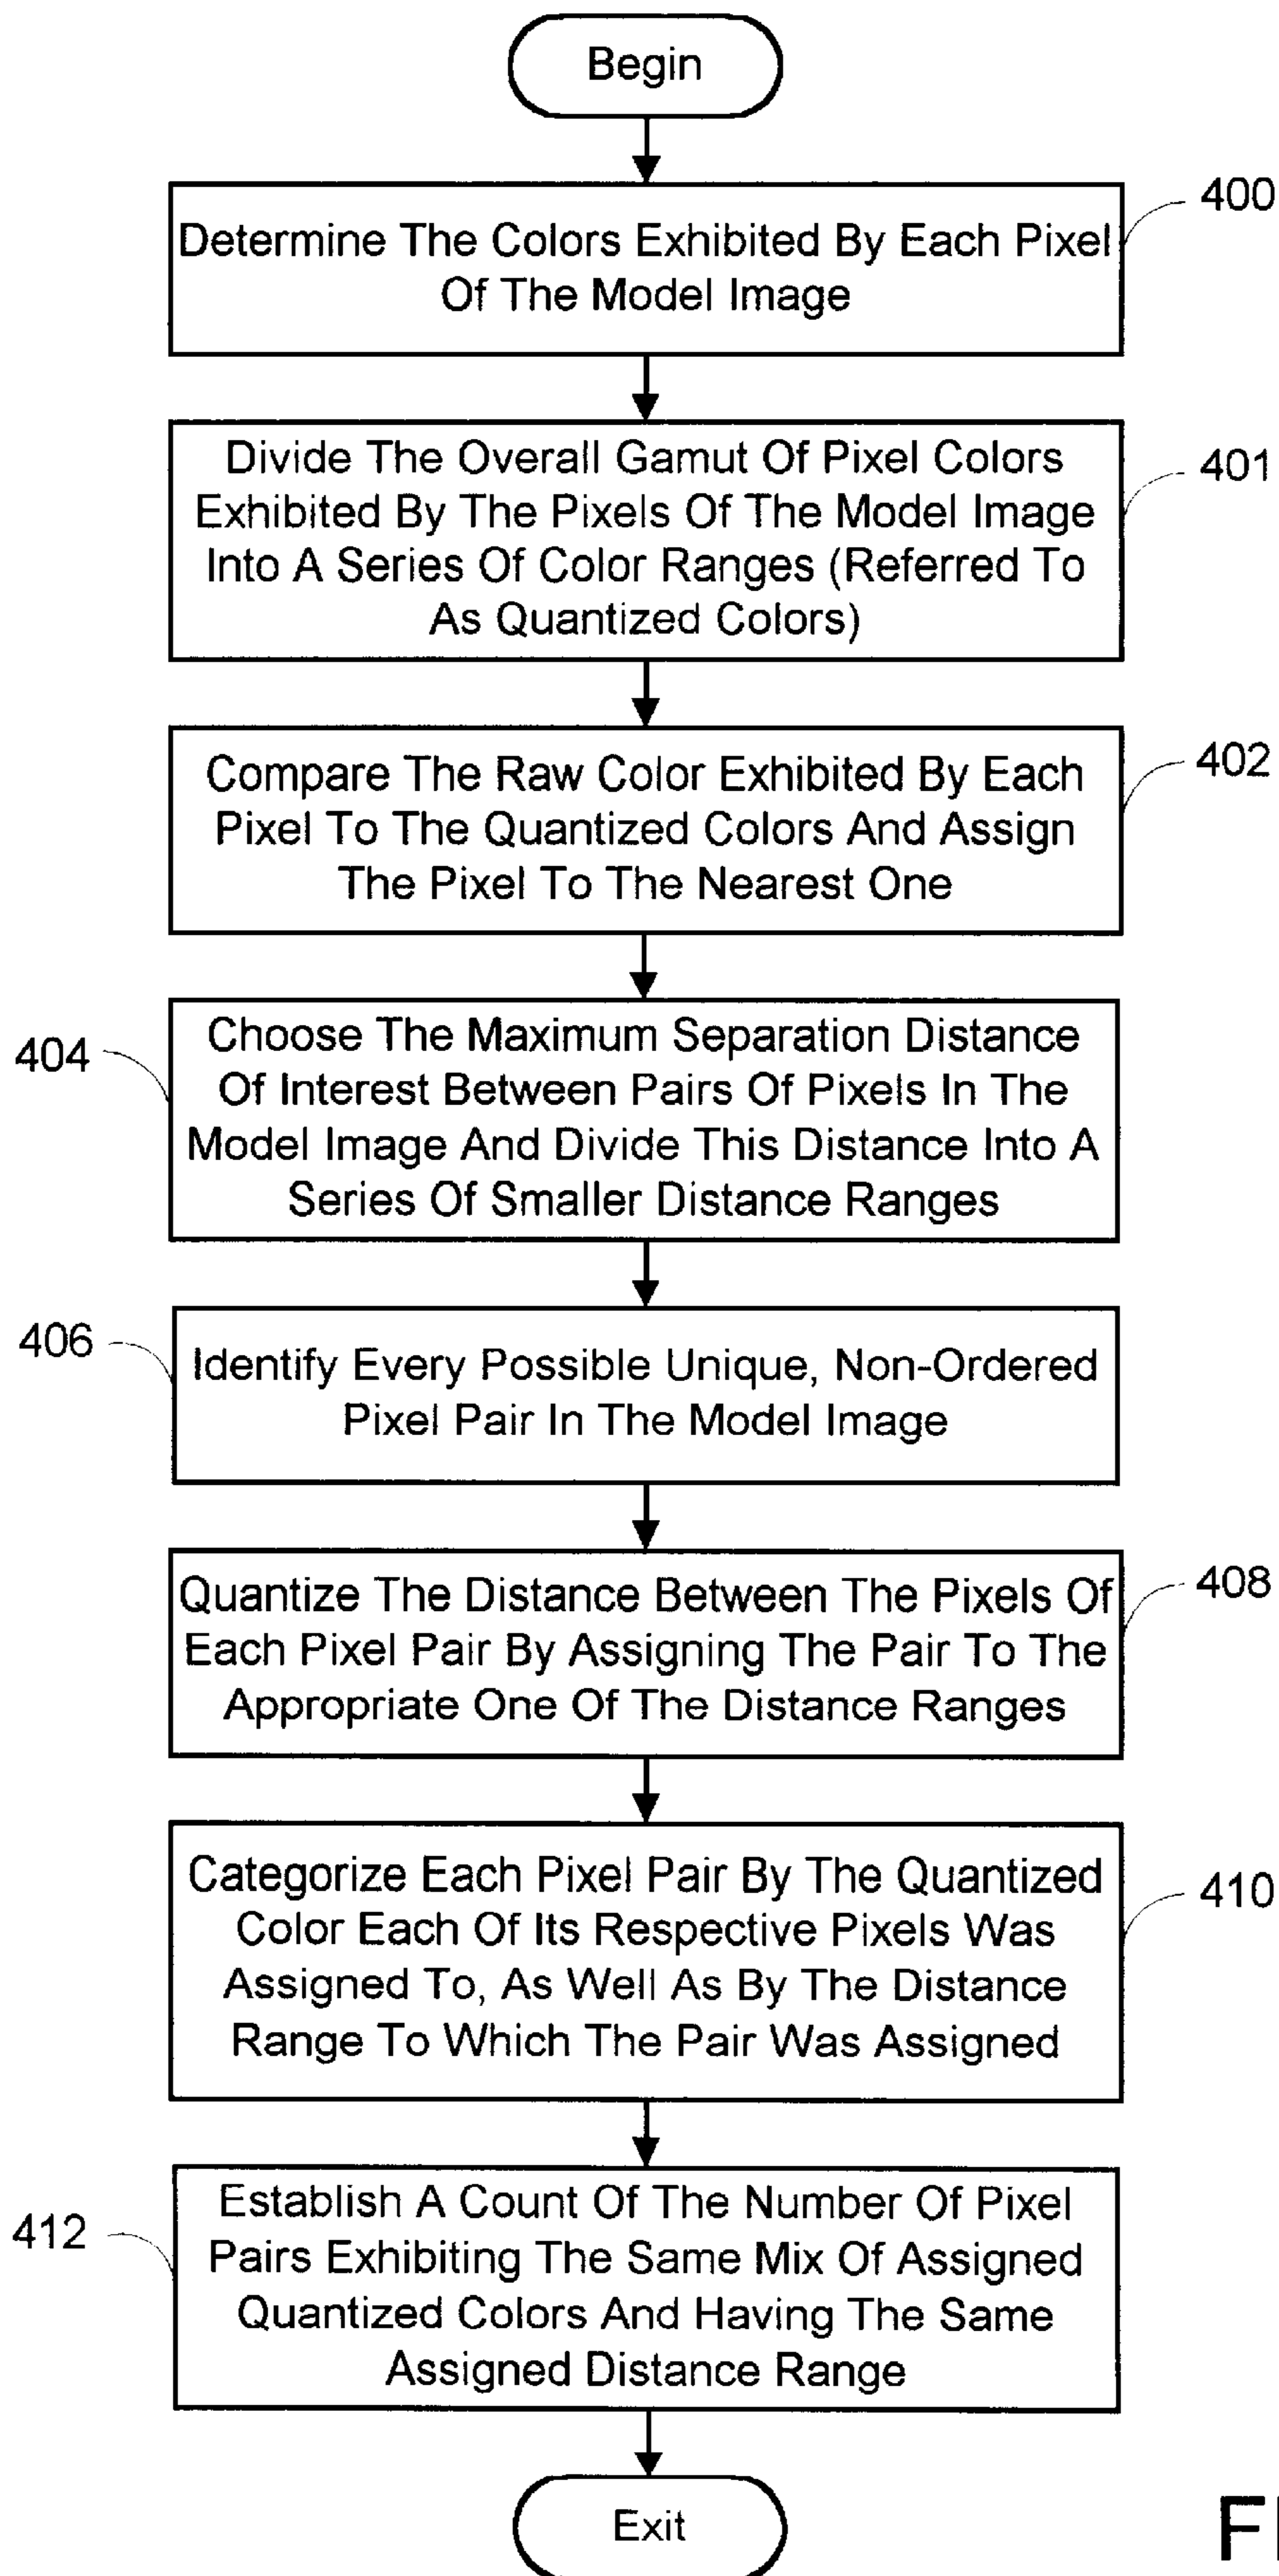 Begin
400
Determine The Colors Exhibited By Each Pixel
Of The Model Image
401
Divide The Overall Gamut Of Pixel Colors
Exhibited By The Pixels Of The Model Image
Into A Series Of Color Ranges (Referred To
As Quantized Colors)
402
Compare The Raw Color Exhibited By Each
Pixel To The Quantized Colors And Assign
The Pixel To The Nearest One
404
Choose The Maximum Separation Distance
Of Interest Between Pairs Of Pixels In The
Model Image And Divide This Distance Into A
Series Of Smaller Distance Ranges
406
Identify Every Possible Unique, Non-Ordered
Pixel Pair In The Model Image
408
Quantize The Distance Between The Pixels Of
Each Pixel Pair By Assigning The Pair To The
Appropriate One Of The Distance Ranges
410
Categorize Each Pixel Pair By The Quantized
Color Each Of Its Respective Pixels Was
Assigned To, As Well As By The Distance
Range To Which The Pair Was Assigned
412
Establish A Count Of The Number Of Pixel
Pairs Exhibiting The Same Mix Of Assigned
Quantized Colors And Having The Same
Assigned Distance Range
Exit